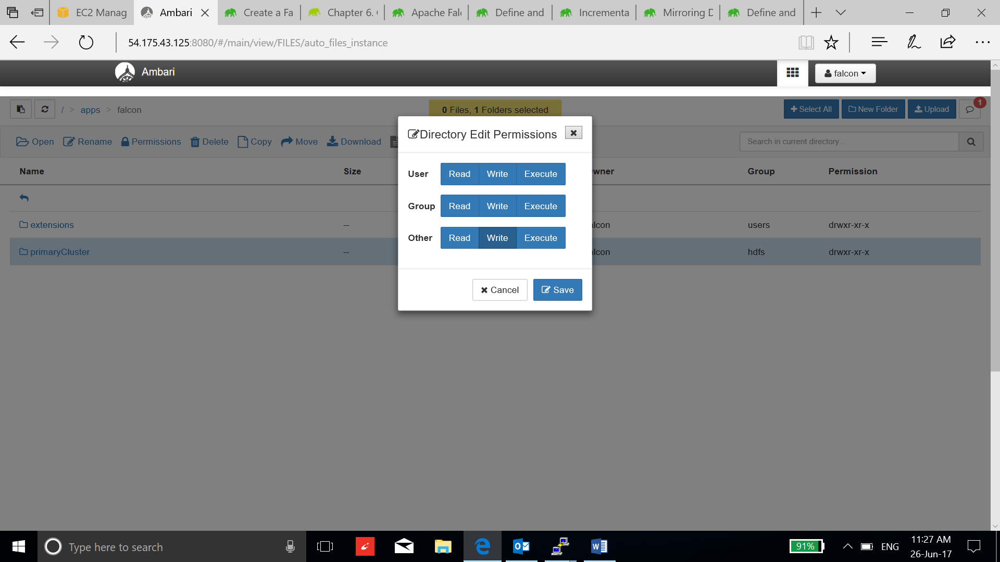 EC2 Manag
Ambari
Create a Fa
Chapter 6.
Apache Falc
Define and
Incrementa
Mirroring D
Define and
54.175.43.125:8080/#/main/view/FILES/auto_files_instance
Ambari
falcon
/ > apps > falcon
0 Files, 1 Folders selected
Select All
New Folder
Upload
1
Open
Rename
Permissions
Delete
Copy
Move
Download
Search in current directory...
Directory Edit Permissions
User Read Write Execute
Group Read Write Execute
Other Read Write Execute
Cancel
Save
Name Size wner Group Permission
extensions -- lcon users drwxr-xr-x
primaryCluster -- lcon hdfs drwxr-xr-x
Type here to search
91%
ENG
11:27 AM
26-Jun-17